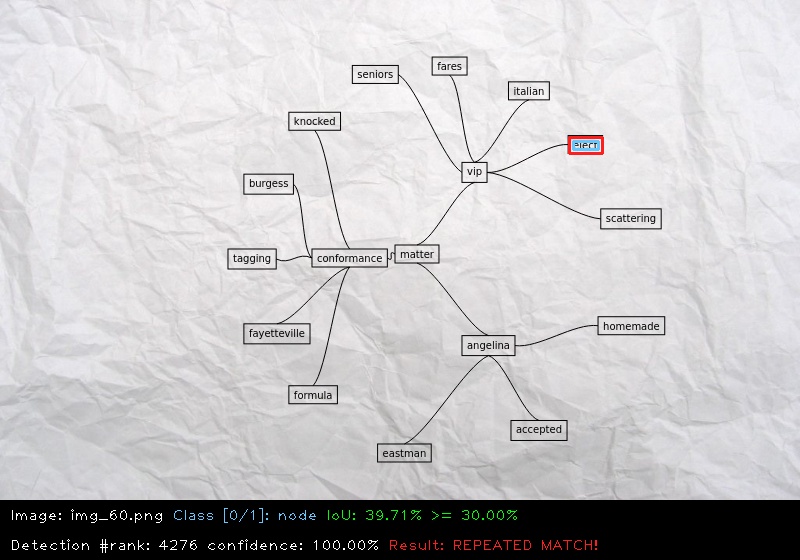 fares
seniors
italian
knocked
eject
vip
burgess
scattering
matter
conformance
tagging
homemade
fayetteville
angelina
formula
accepted
eastman
Image: img_60.png Class [0/1]: node IoU: 39.71% >= 30.00%
Detection #rank: 4276 confidence: 100.00% Result: REPEATED MATCH!